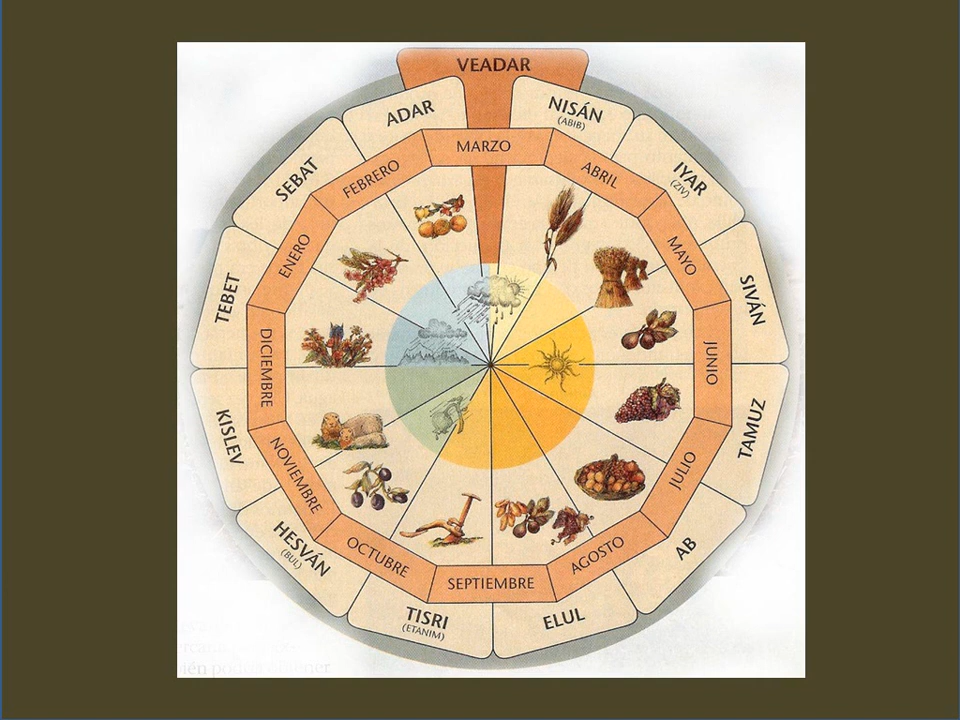 VEADAR
NISÁN
(ABIB)
IYAR
(ZIV)
SIVÁN
TAMUZ
AB
ELUL
TISRI
(ETANIM)
HESVÁN
(BUL)
KISLEV
TEBET
SEBAT
ADAR
MARZO
ABRIL
MAYO
JUNIO
JULIO
AGOSTO
SEPTIEMBRE
OCTUBRE
NOVIEMBRE
DICIEMBRE
ENERO
FEBRERO